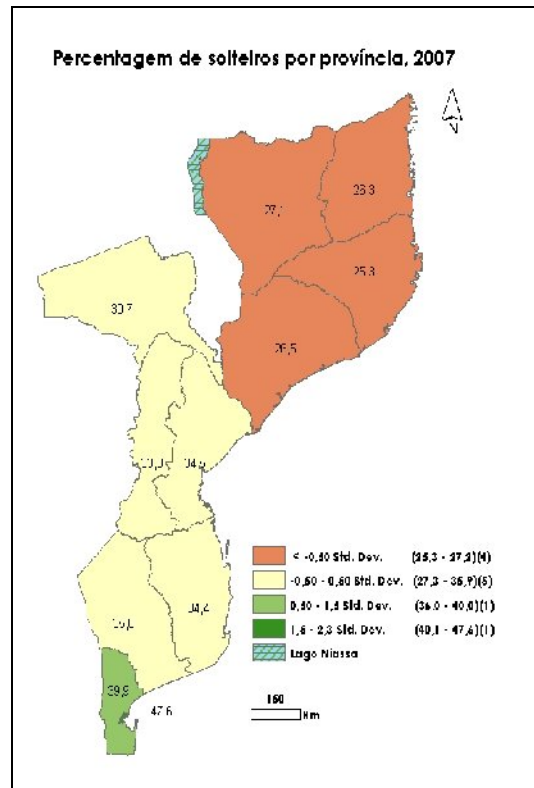 Percentagem de solteiros por província, 2007
27,1
26,3
25,3
26,5
30,7
34,5
34,4
39,9
47,6
< -0,50 Std. Dev. (25,3 - 27,2)(4)
-0,50 - 0,50 Std. Dev. (27,3 - 35,9)(5)
0,50 - 1,5 Std. Dev. (36,0 - 40,0)(1)
1,5 - 2,3 Std. Dev. (40,1 - 47,6)(1)
Lago Niassa
160
Km